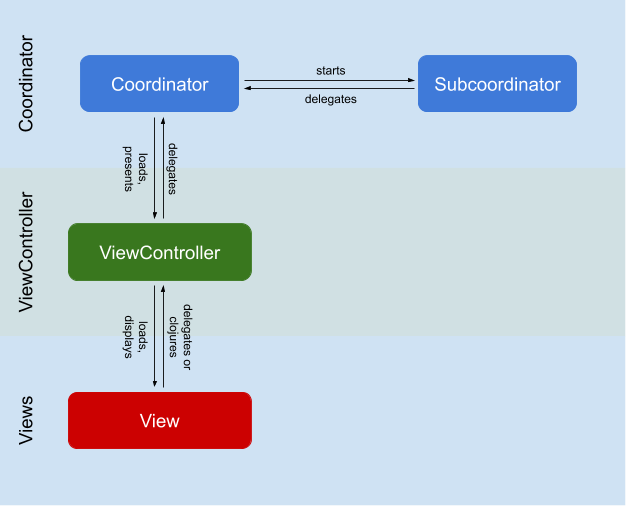 Coordinator
Coordinator
starts
delegates
Subcoordinator
loads,
presents
delegates
ViewController
ViewController
loads,
displays
delegates or
clojures
Views
View